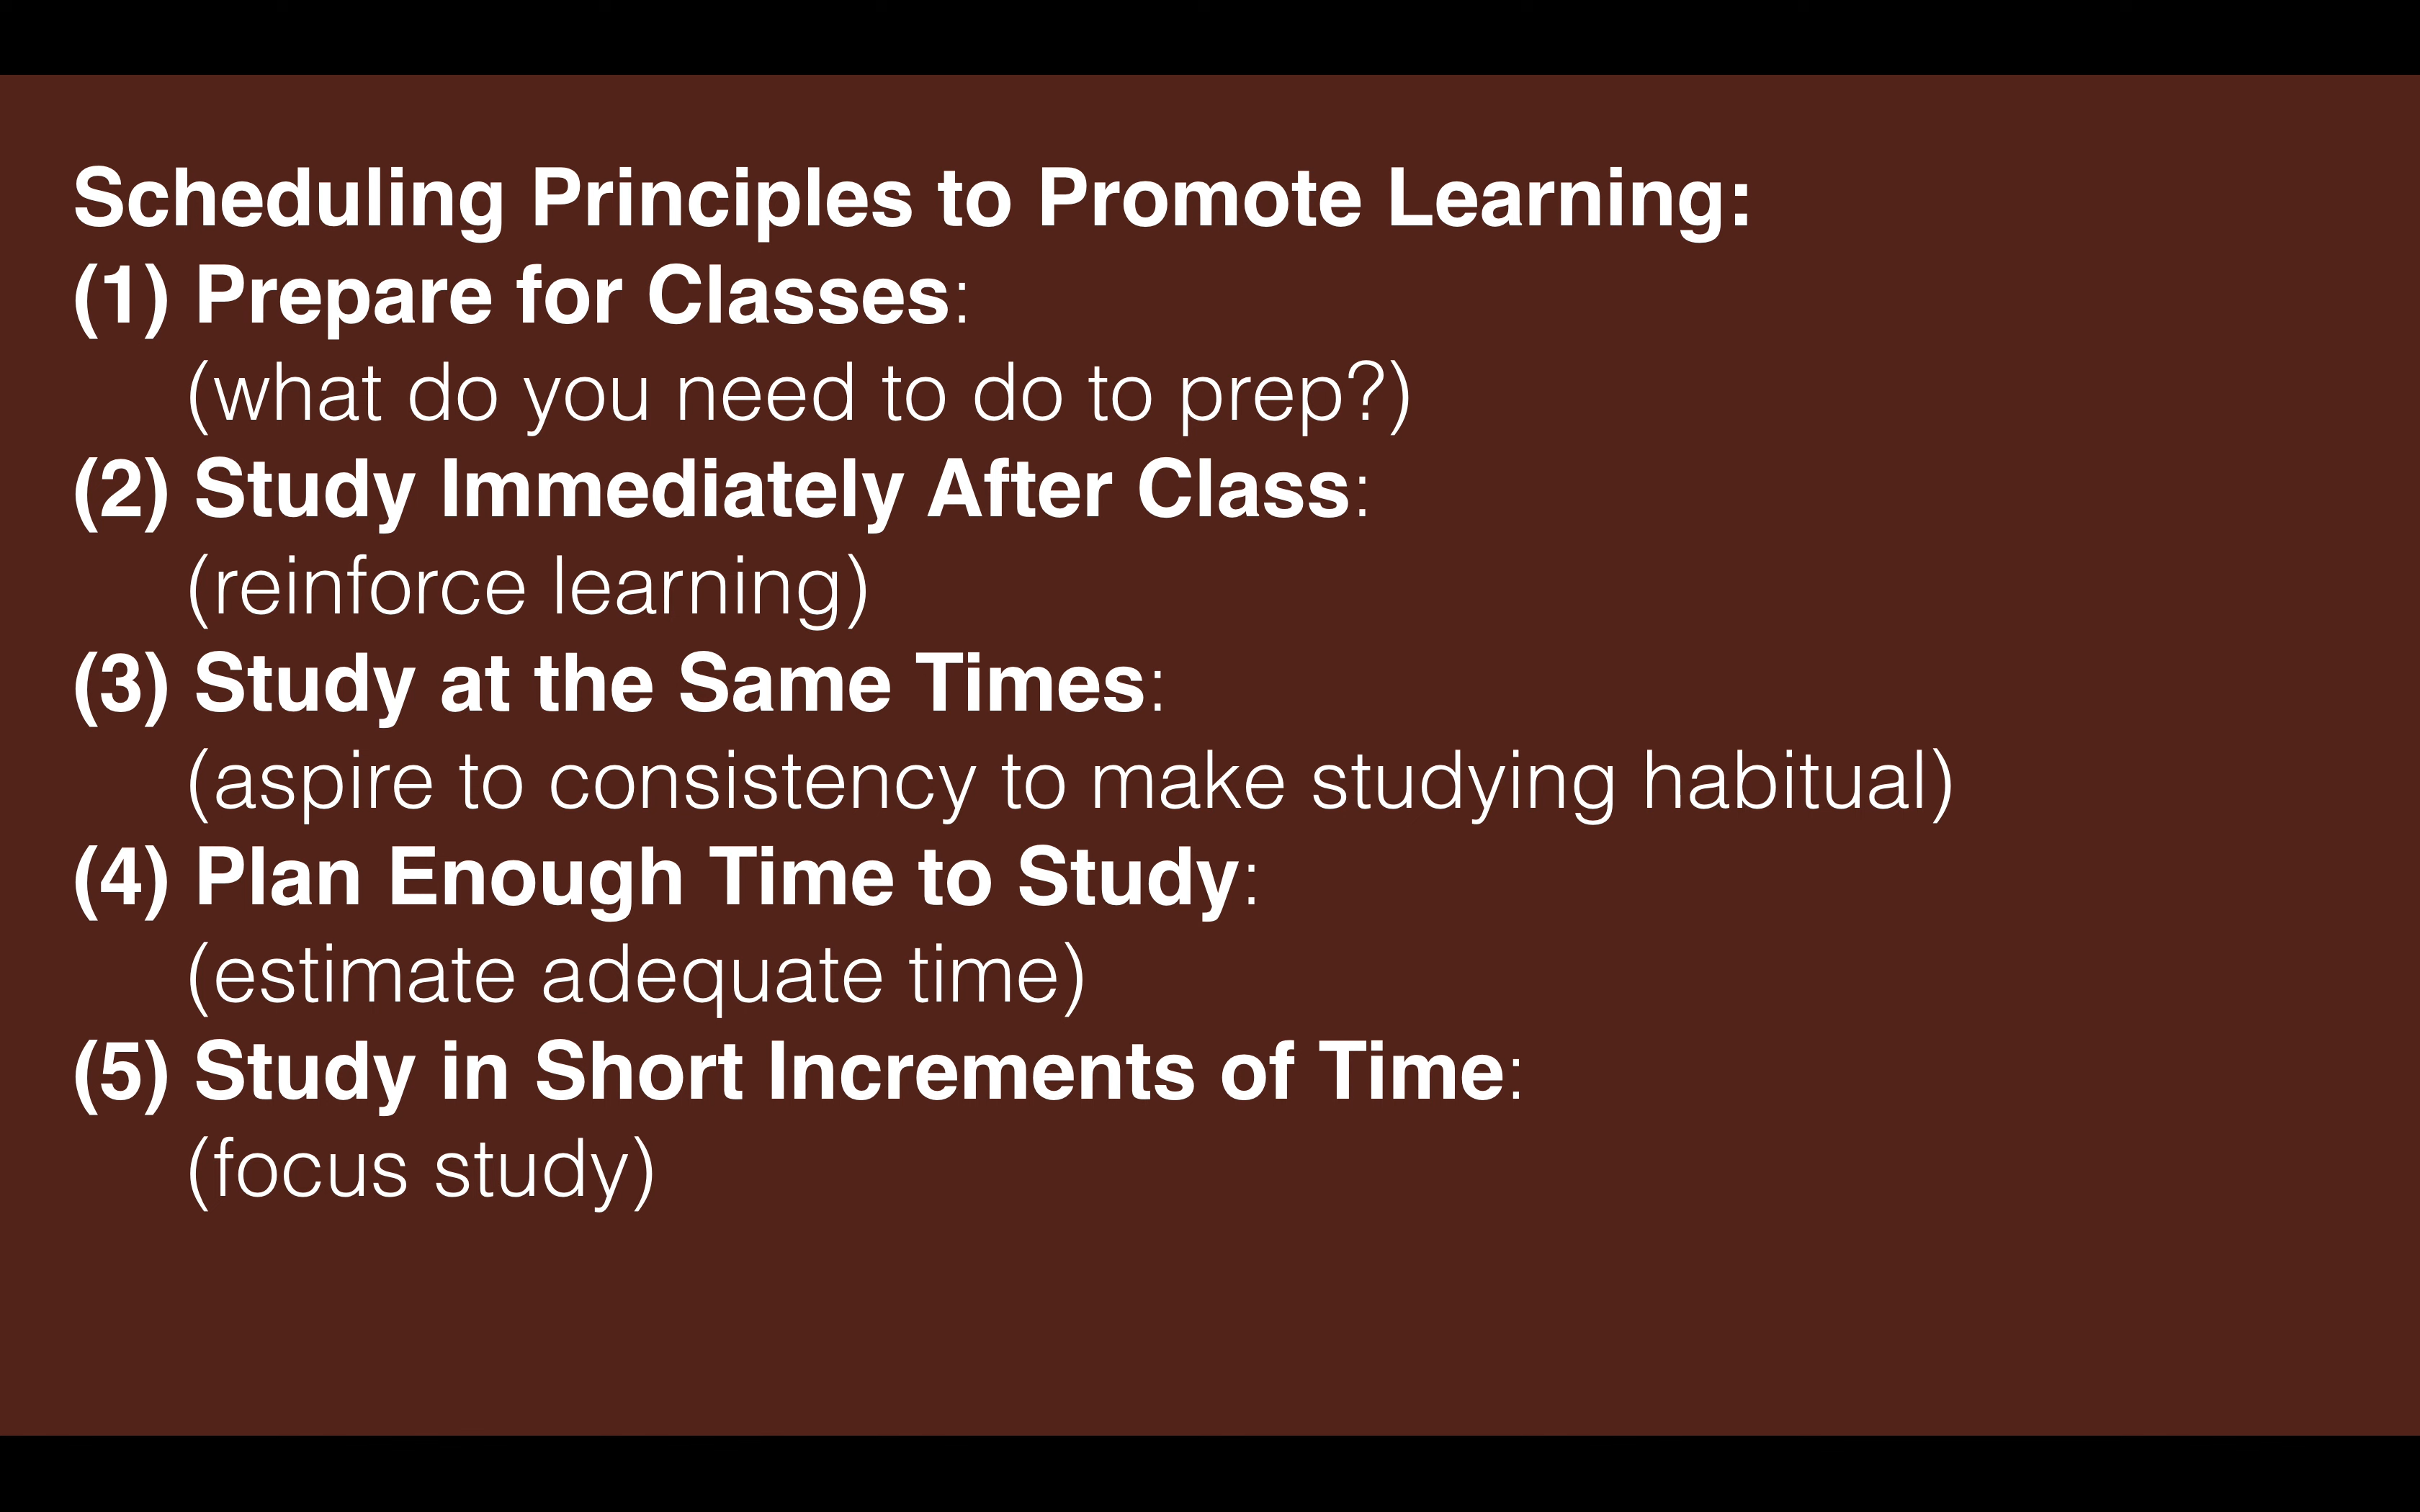 Scheduling Principles to Promote Learning:
(1) Prepare for Classes:
(what do you need to do to prep?)
(2) Study Immediately After Class:
(reinforce learning)
(3) Study at the Same Times:
(aspire to consistency to make studying habitual)
(4) Plan Enough Time to Study:
(estimate adequate time)
(5) Study in Short Increments of Time:
(focus study)